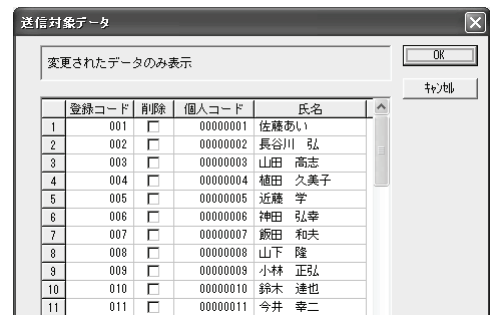 送信対象データ
変更されたデータのみ表示
OK
ｷｬﾝｾﾙ
登録コード 削除 個人コード 氏名
1 001 00000001 佐藤あい
2 002 00000002 長谷川 弘
3 003 00000003 山田 高志
4 004 00000004 植田 久美子
5 005 00000005 近藤 学
6 006 00000006 神田 弘幸
7 007 00000007 飯田 和夫
8 008 00000008 山下 隆
9 009 00000009 小林 正弘
10 010 00000010 鈴木 達也
11 011 00000011 今井 幸二